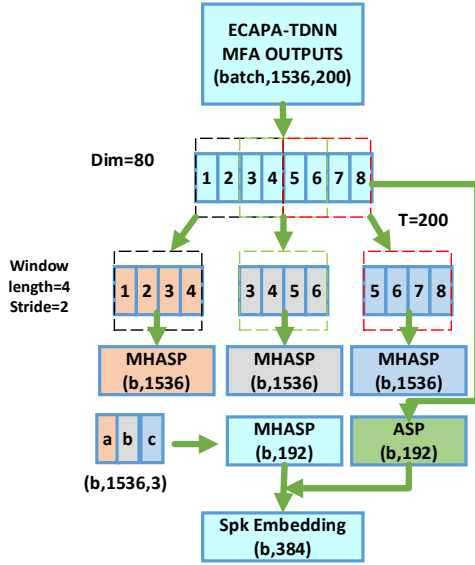 ECAPA-TDNN
MFA OUTPUTS
(batch,1536,200)
Dim=80
1 2 3 4 5 6 7 8
T=200
Window
length=4
Stride=2
1 2 3 4
3 4 5 6
5 6 7 8
MHASP
(b,1536)
MHASP
(b,1536)
MHASP
(b,1536)
a b c
(b,1536,3)
MHASP
(b,192)
ASP
(b,192)
Spk Embedding
(b,384)